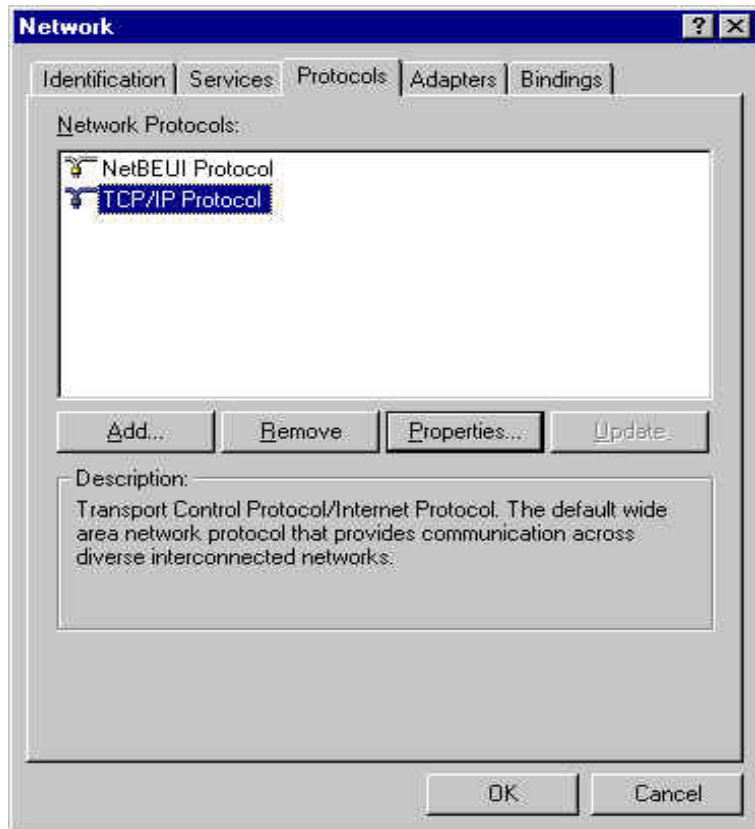 Network
Identification Services Protocols Adapters Bindings
Network Protocols:
NetBEUI Protocol
TCP/IP Protocol
Add... Remove Properties... Update...
Description:
Transport Control Protocol/Internet Protocol. The default wide
area network protocol that provides communication across
diverse interconnected networks.
OK Cancel